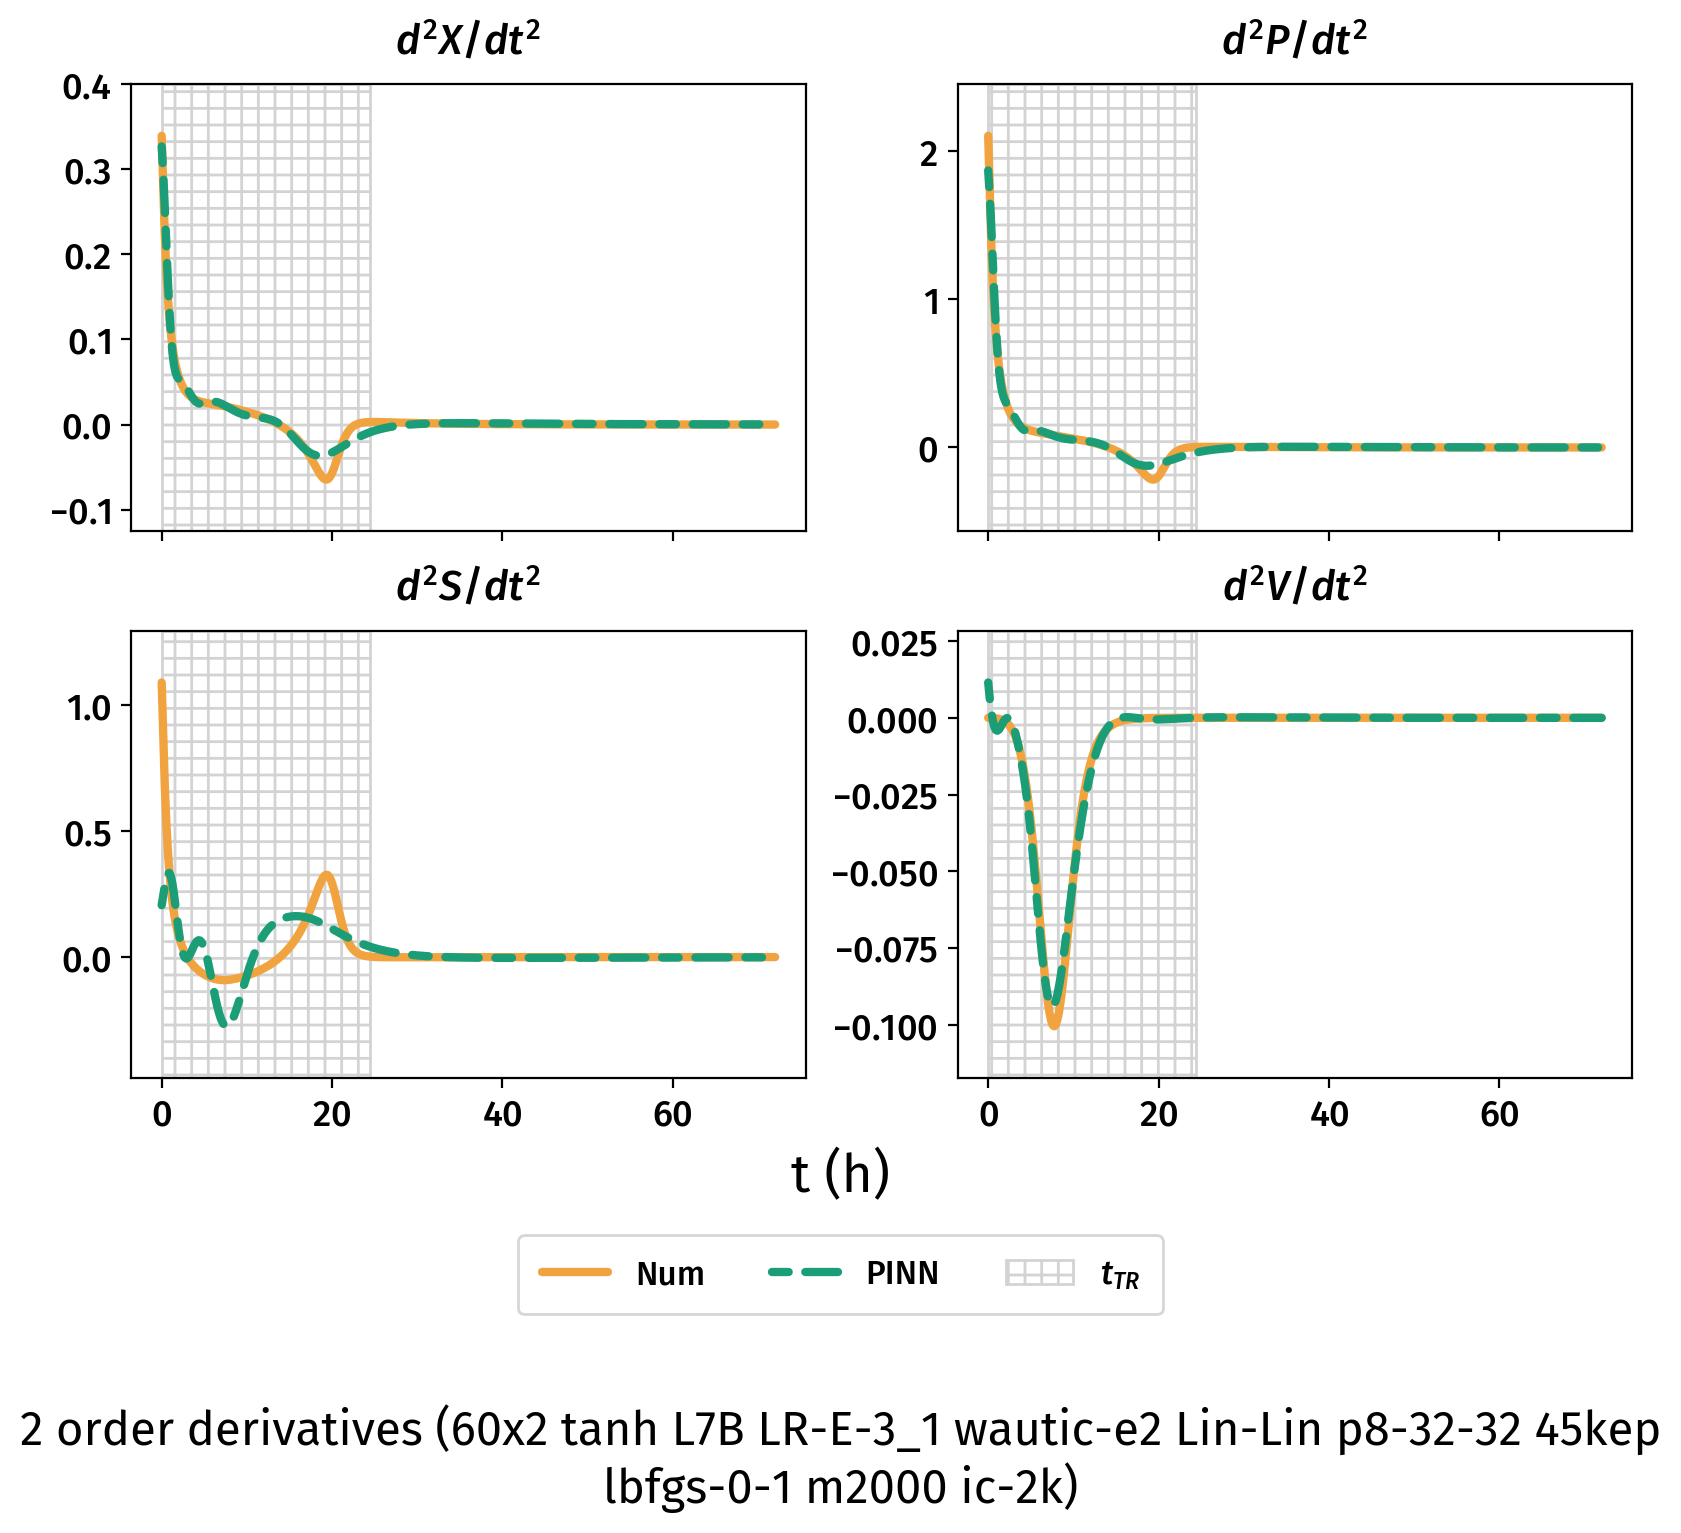 d²X/dt²
d²P/dt²
0.4
0.3
0.2
0.1
0.0
−0.1
2
1
0
d²S/dt²
d²V/dt²
1.0
0.5
0.0
0.025
0.000
−0.025
−0.050
−0.075
−0.100
0 20 40 60
0 20 40 60
t (h)
Num PINN t_TR
2 order derivatives (60x2 tanh L7B LR-E-3_1 wautic-e2 Lin-Lin p8-32-32 45kep
lbfgs-0-1 m2000 ic-2k)